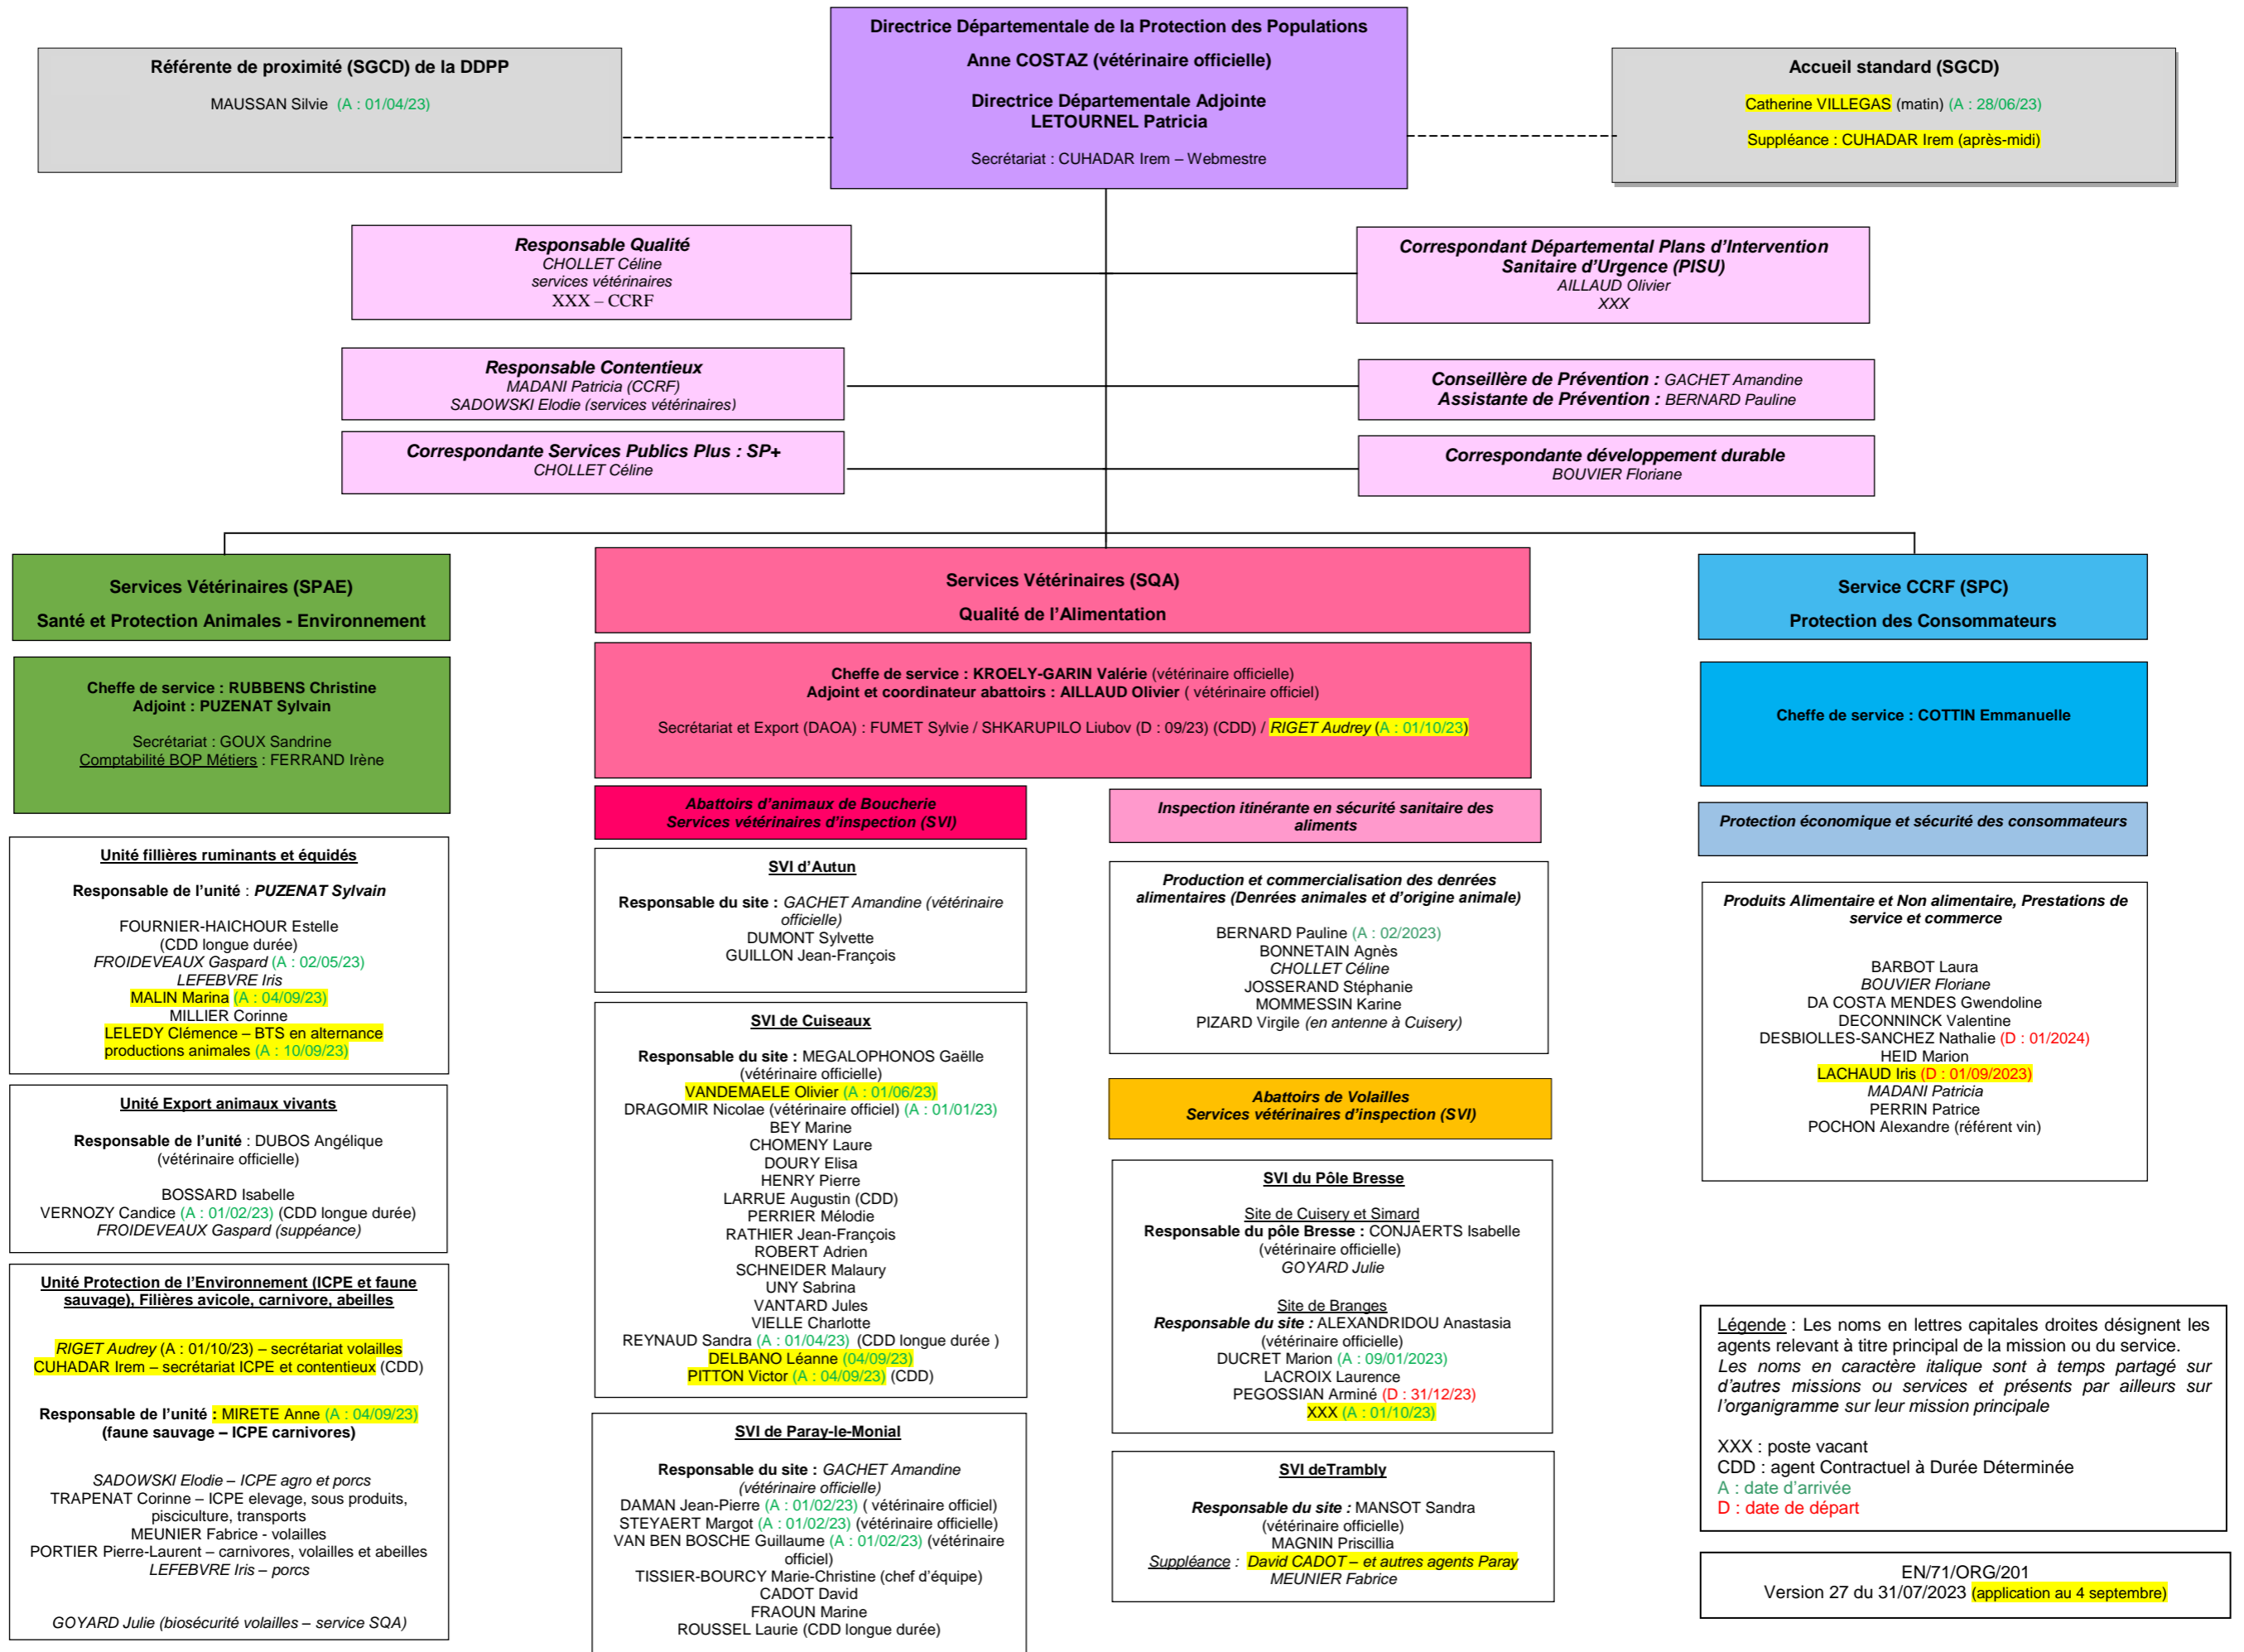 Directrice Départementale de la Protection des Populations
Anne COSTAZ (vétérinaire officielle)
Directrice Départementale Adjointe
LETOURNEL Patricia
Secrétariat : CUHADAR Irem – Webmestre
Référente de proximité (SGCD) de la DDPP
MAUSSAN Silvie (A : 01/04/23)
Accueil standard (SGCD)
Catherine VILLEGAS (matin) (A : 28/06/23)
Suppléance : CUHADAR Irem (après-midi)
Responsable Qualité
CHOLLET Céline
services vétérinaires
XXX – CCRF
Correspondant Départemental Plans d'Intervention
Sanitaire d'Urgence (PISU)
AILLAUD Olivier
XXX
Responsable Contentieux
MADANI Patricia (CCRF)
SADOWSKI Elodie (services vétérinaires)
Conseillère de Prévention : GACHET Amandine
Assistante de Prévention : BERNARD Pauline
Correspondante Services Publics Plus : SP+
CHOLLET Céline
Correspondante développement durable
BOUVIER Floriane
Services Vétérinaires (SPAE)
Santé et Protection Animales - Environnement
Cheffe de service : RUBBENS Christine
Adjoint : PUZENAT Sylvain
Secrétariat : GOUX Sandrine
Comptabilité BOP Métiers : FERRAND Irène
Unité fillières ruminants et équidés
Responsable de l'unité : PUZENAT Sylvain
FOURNIER-HAICHOUR Estelle
(CDD longue durée)
FROIDEVEAUX Gaspard (A : 02/05/23)
LEFEBVRE Iris
MALIN Marina (A : 04/09/23)
MILLIER Corinne
LELEDY Clémence – BTS en alternance
productions animales (A : 10/09/23)
Unité Export animaux vivants
Responsable de l'unité : DUBOS Angélique
(vétérinaire officielle)
BOSSARD Isabelle
VERNOZY Candice (A : 01/02/23) (CDD longue durée)
FROIDEVEAUX Gaspard (suppéance)
Unité Protection de l'Environnement (ICPE et faune
sauvage), Filières avicole, carnivore, abeilles
RIGET Audrey (A : 01/10/23) – secrétariat volailles
CUHADAR Irem – secrétariat ICPE et contentieux (CDD)
Responsable de l'unité : MIRETE Anne (A : 04/09/23)
(faune sauvage – ICPE carnivores)
SADOWSKI Elodie – ICPE agro et porcs
TRAPENAT Corinne – ICPE elevage, sous produits,
pisciculture, transports
MEUNIER Fabrice - volailles
PORTIER Pierre-Laurent – carnivores, volailles et abeilles
LEFEBVRE Iris – porcs
GOYARD Julie (biosécurité volailles – service SQA)
Services Vétérinaires (SQA)
Qualité de l'Alimentation
Cheffe de service : KROELY-GARIN Valérie (vétérinaire officielle)
Adjoint et coordinateur abattoirs : AILLAUD Olivier ( vétérinaire officiel)
Secrétariat et Export (DAOA) : FUMET Sylvie / SHKARUPILO Liubov (D : 09/23) (CDD) / RIGET Audrey (A : 01/10/23)
Abattoirs d'animaux de Boucherie
Services vétérinaires d'inspection (SVI)
SVI d'Autun
Responsable du site : GACHET Amandine (vétérinaire
officielle)
DUMONT Sylvette
GUILLON Jean-François
SVI de Cuiseaux
Responsable du site : MEGALOPHONOS Gaëlle
(vétérinaire officielle)
VANDEMAELE Olivier (A : 01/06/23)
DRAGOMIR Nicolae (vétérinaire officiel) (A : 01/01/23)
BEY Marine
CHOMENY Laure
DOURY Elisa
HENRY Pierre
LARRUE Augustin (CDD)
PERRIER Mélodie
RATHIER Jean-François
ROBERT Adrien
SCHNEIDER Malaury
UNY Sabrina
VANTARD Jules
VIELLE Charlotte
REYNAUD Sandra (A : 01/04/23) (CDD longue durée )
DELBANO Léanne (04/09/23)
PITTON Victor (A : 04/09/23) (CDD)
SVI de Paray-le-Monial
Responsable du site : GACHET Amandine
(vétérinaire officielle)
DAMAN Jean-Pierre (A : 01/02/23) ( vétérinaire officiel)
STEYAERT Margot (A : 01/02/23) (vétérinaire officielle)
VAN BEN BOSCHE Guillaume (A : 01/02/23) (vétérinaire
officiel)
TISSIER-BOURCY Marie-Christine (chef d'équipe)
CADOT David
FRAOUN Marine
ROUSSEL Laurie (CDD longue durée)
Inspection itinérante en sécurité sanitaire des
aliments
Production et commercialisation des denrées
alimentaires (Denrées animales et d'origine animale)
BERNARD Pauline (A : 02/2023)
BONNETAIN Agnès
CHOLLET Céline
JOSSERAND Stéphanie
MOMMESSIN Karine
PIZARD Virgile (en antenne à Cuisery)
Abattoirs de Volailles
Services vétérinaires d'inspection (SVI)
SVI du Pôle Bresse
Site de Cuisery et Simard
Responsable du pôle Bresse : CONJAERTS Isabelle
(vétérinaire officielle)
GOYARD Julie
Site de Branges
Responsable du site : ALEXANDRIDOU Anastasia
(vétérinaire officielle)
DUCRET Marion (A : 09/01/2023)
LACROIX Laurence
PEGOSSIAN Arminé (D : 31/12/23)
XXX (A : 01/10/23)
SVI deTrambly
Responsable du site : MANSOT Sandra
(vétérinaire officielle)
MAGNIN Priscillia
Suppléance : David CADOT – et autres agents Paray
MEUNIER Fabrice
Service CCRF (SPC)
Protection des Consommateurs
Cheffe de service : COTTIN Emmanuelle
Protection économique et sécurité des consommateurs
Produits Alimentaire et Non alimentaire, Prestations de
service et commerce
BARBOT Laura
BOUVIER Floriane
DA COSTA MENDES Gwendoline
DECONNINCK Valentine
DESBIOLLES-SANCHEZ Nathalie (D : 01/2024)
HEID Marion
LACHAUD Iris (D : 01/09/2023)
MADANI Patricia
PERRIN Patrice
POCHON Alexandre (référent vin)
Légende : Les noms en lettres capitales droites désignent les
agents relevant à titre principal de la mission ou du service.
Les noms en caractère italique sont à temps partagé sur
d'autres missions ou services et présents par ailleurs sur
l'organigramme sur leur mission principale
XXX : poste vacant
CDD : agent Contractuel à Durée Déterminée
A : date d'arrivée
D : date de départ
EN/71/ORG/201
Version 27 du 31/07/2023 (application au 4 septembre)